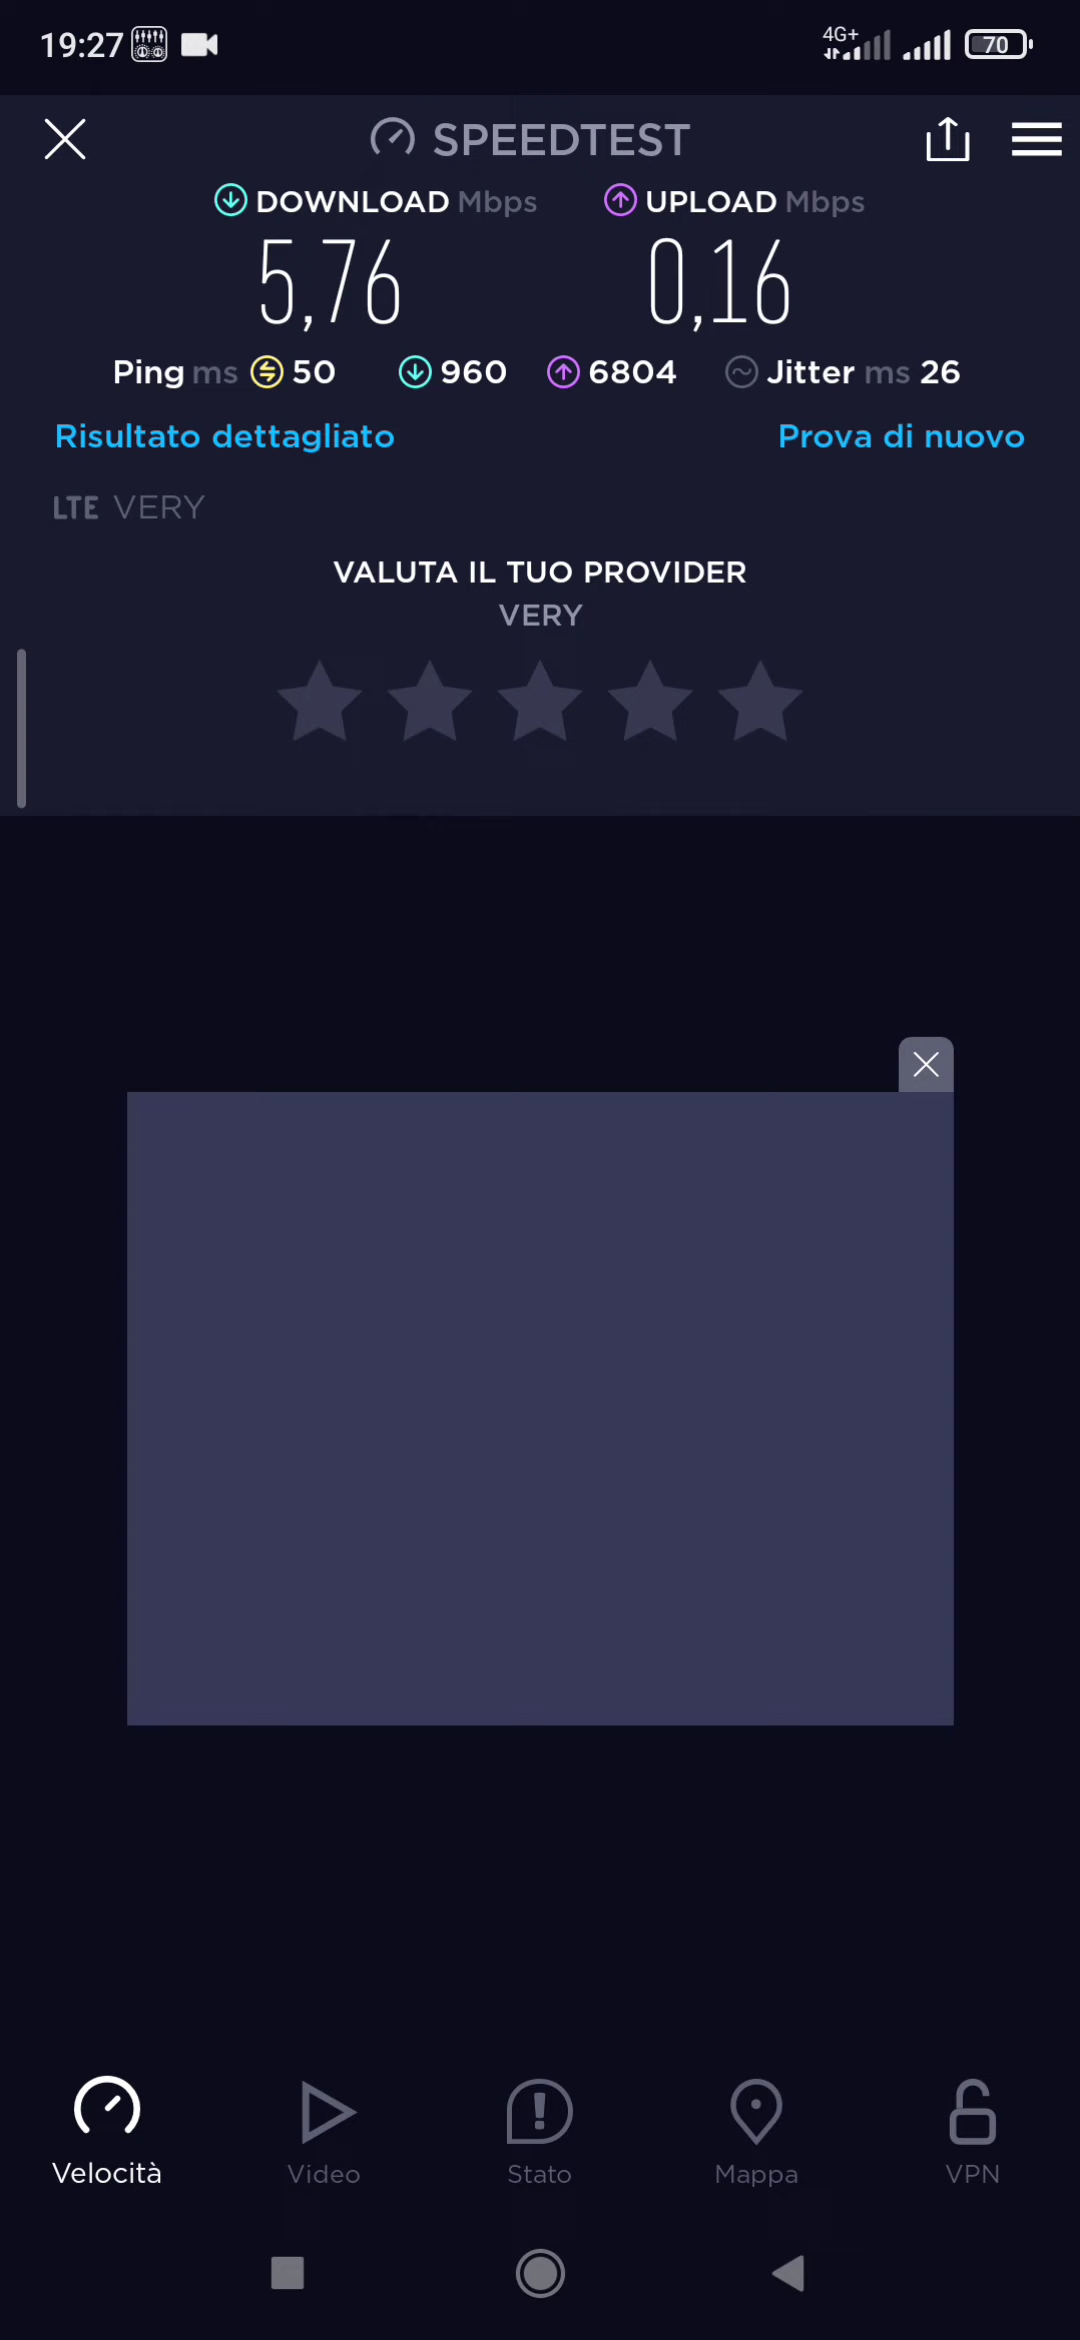 19:27 4G+ 70
SPEEDTEST
DOWNLOAD Mbps UPLOAD Mbps
5,76 0,16
Ping ms 50 960 6804 Jitter ms 26
Risultato dettagliato Prova di nuovo
LTE VERY
VALUTA IL TUO PROVIDER
VERY
Velocità Video Stato Mappa VPN